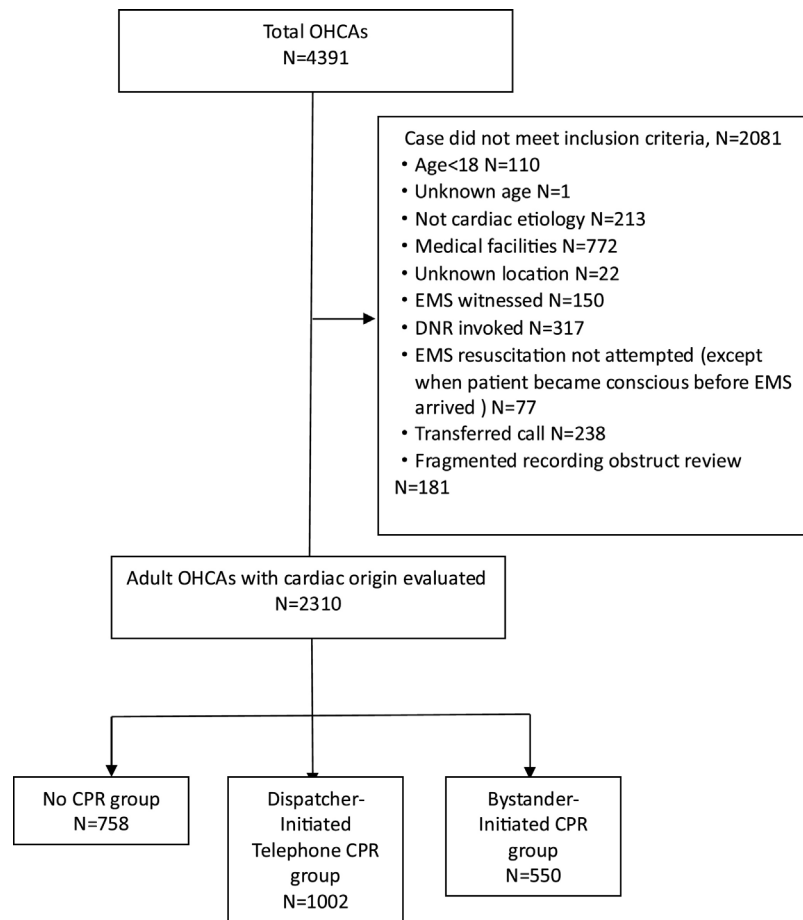 Total OHCAs
N=4391
Case did not meet inclusion criteria, N=2081
• Age<18 N=110
• Unknown age N=1
• Not cardiac etiology N=213
• Medical facilities N=772
• Unknown location N=22
• EMS witnessed N=150
• DNR invoked N=317
• EMS resuscitation not attempted (except
when patient became conscious before EMS
arrived ) N=77
• Transferred call N=238
• Fragmented recording obstruct review
N=181
Adult OHCAs with cardiac origin evaluated
N=2310
No CPR group
N=758
Dispatcher-
Initiated
Telephone CPR
group
N=1002
Bystander-
Initiated CPR
group
N=550